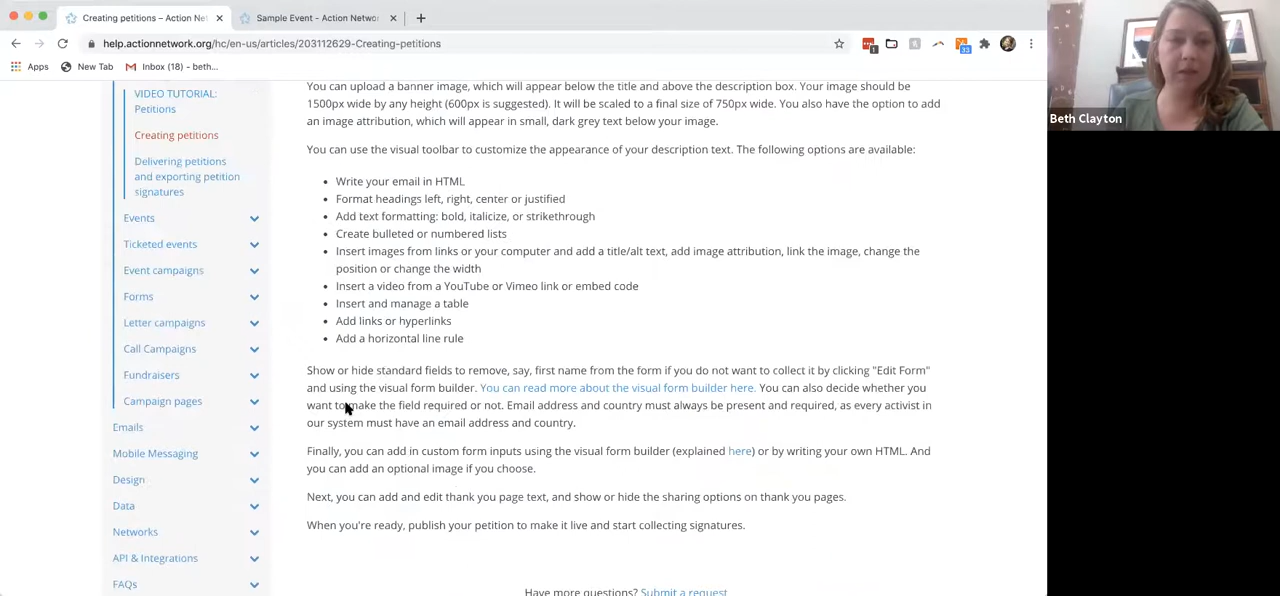 Creating petitions – Action Net
Sample Event - Action Networ
help.actionnetwork.org/hc/en-us/articles/203112629-Creating-petitions
1
33
Apps
New Tab
Inbox (18) - beth...
Beth Clayton
VIDEO TUTORIAL:
Petitions
Creating petitions
Delivering petitions
and exporting petition
signatures
Events
Ticketed events
Event campaigns
Forms
Letter campaigns
Call Campaigns
Fundraisers
Campaign pages
Emails
Mobile Messaging
Design
Data
Networks
API & Integrations
FAQs
You can upload a banner image, which will appear below the title and above the description box. Your image should be
1500px wide by any height (600px is suggested). It will be scaled to a final size of 750px wide. You also have the option to add
an image attribution, which will appear in small, dark grey text below your image.
You can use the visual toolbar to customize the appearance of your description text. The following options are available:
• Write your email in HTML
• Format headings left, right, center or justified
• Add text formatting: bold, italicize, or strikethrough
• Create bulleted or numbered lists
• Insert images from links or your computer and add a title/alt text, add image attribution, link the image, change the
position or change the width
• Insert a video from a YouTube or Vimeo link or embed code
• Insert and manage a table
• Add links or hyperlinks
• Add a horizontal line rule
Show or hide standard fields to remove, say, first name from the form if you do not want to collect it by clicking "Edit Form"
and using the visual form builder. You can read more about the visual form builder here. You can also decide whether you
want to make the field required or not. Email address and country must always be present and required, as every activist in
our system must have an email address and country.
Finally, you can add in custom form inputs using the visual form builder (explained here) or by writing your own HTML. And
you can add an optional image if you choose.
Next, you can add and edit thank you page text, and show or hide the sharing options on thank you pages.
When you're ready, publish your petition to make it live and start collecting signatures.
Have more questions? Submit a request